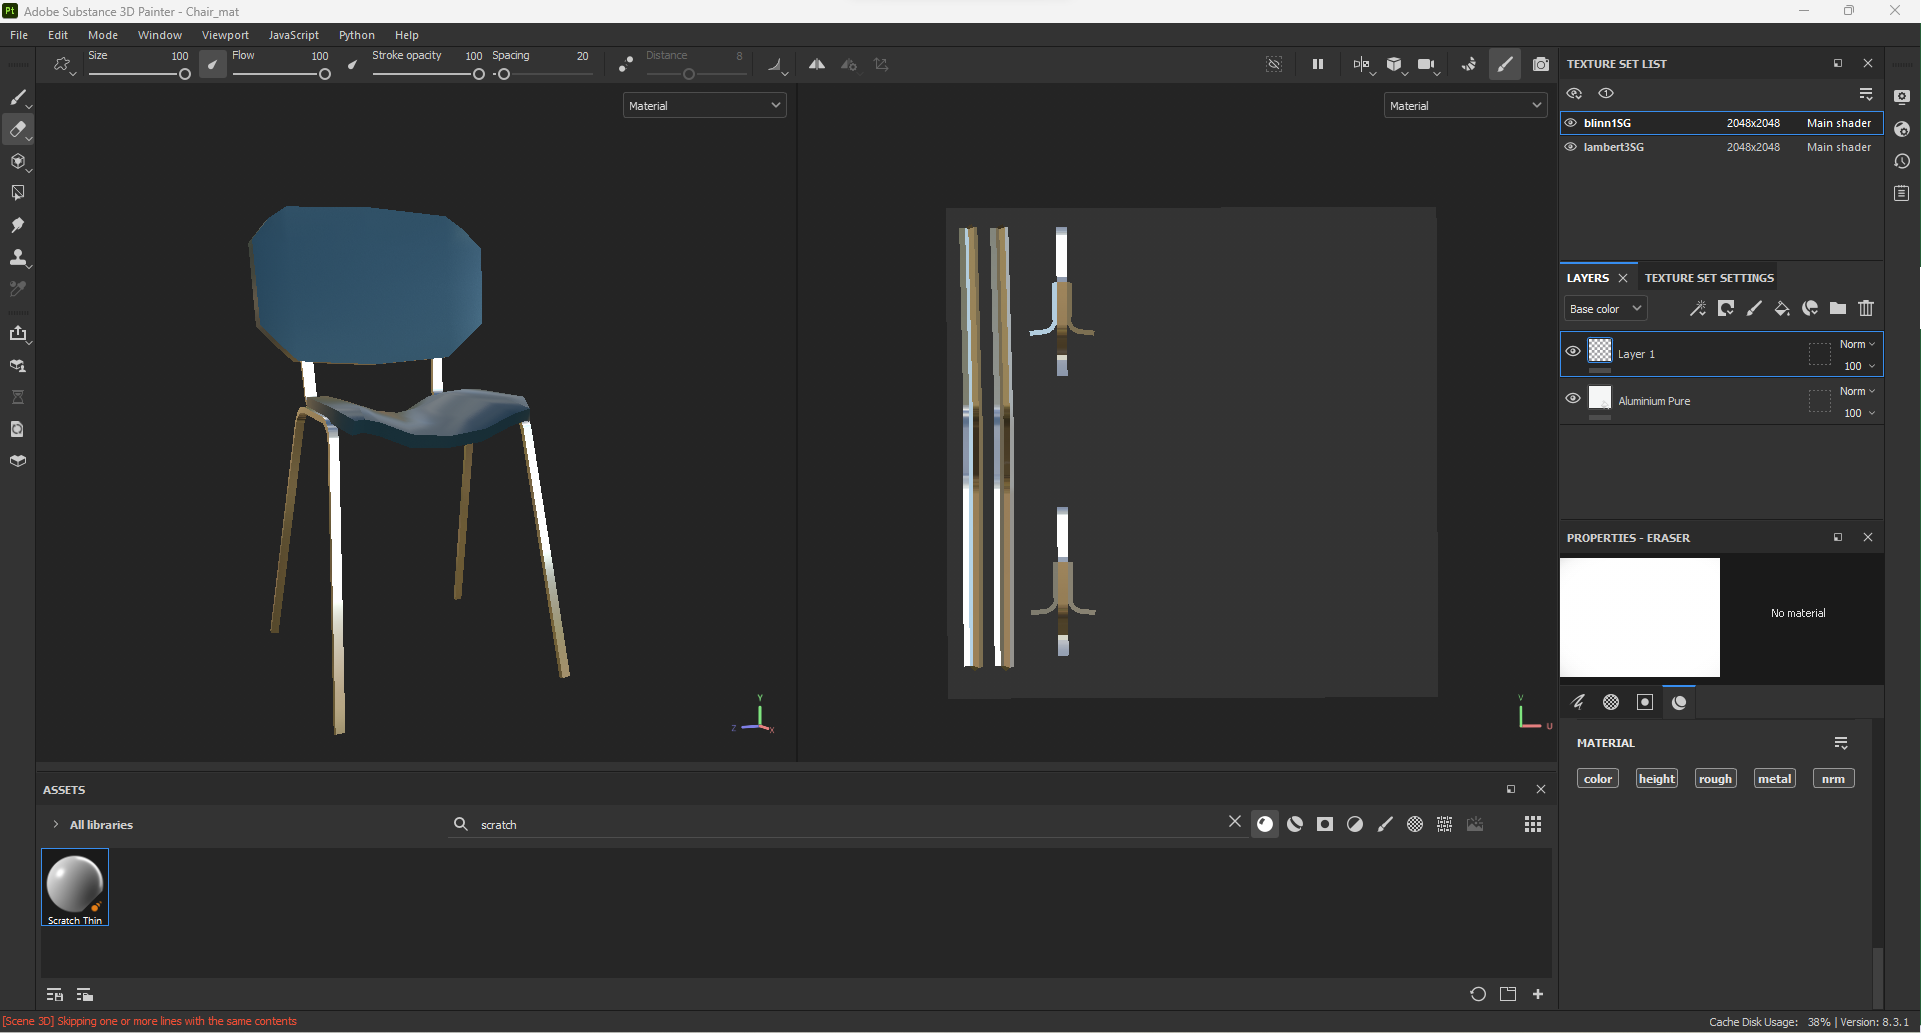 Pt Adobe Substance 3D Painter - Chair_mat
File Edit Mode Window Viewport JavaScript Python Help
Size 100 Flow 100 Stroke opacity 100 Spacing 20 Distance 8
Material
Material
Y
Z
X
V
U
TEXTURE SET LIST
blinn1SG 2048x2048 Main shader
lambert3SG 2048x2048 Main shader
LAYERS TEXTURE SET SETTINGS
Base color
Layer 1 Norm 100
Aluminium Pure Norm 100
PROPERTIES - ERASER
No material
MATERIAL
color height rough metal nrm
ASSETS
All libraries
scratch
Scratch Thin
[Scene 3D] Skipping one or more lines with the same contents
Cache Disk Usage: 38% | Version: 8.3.1